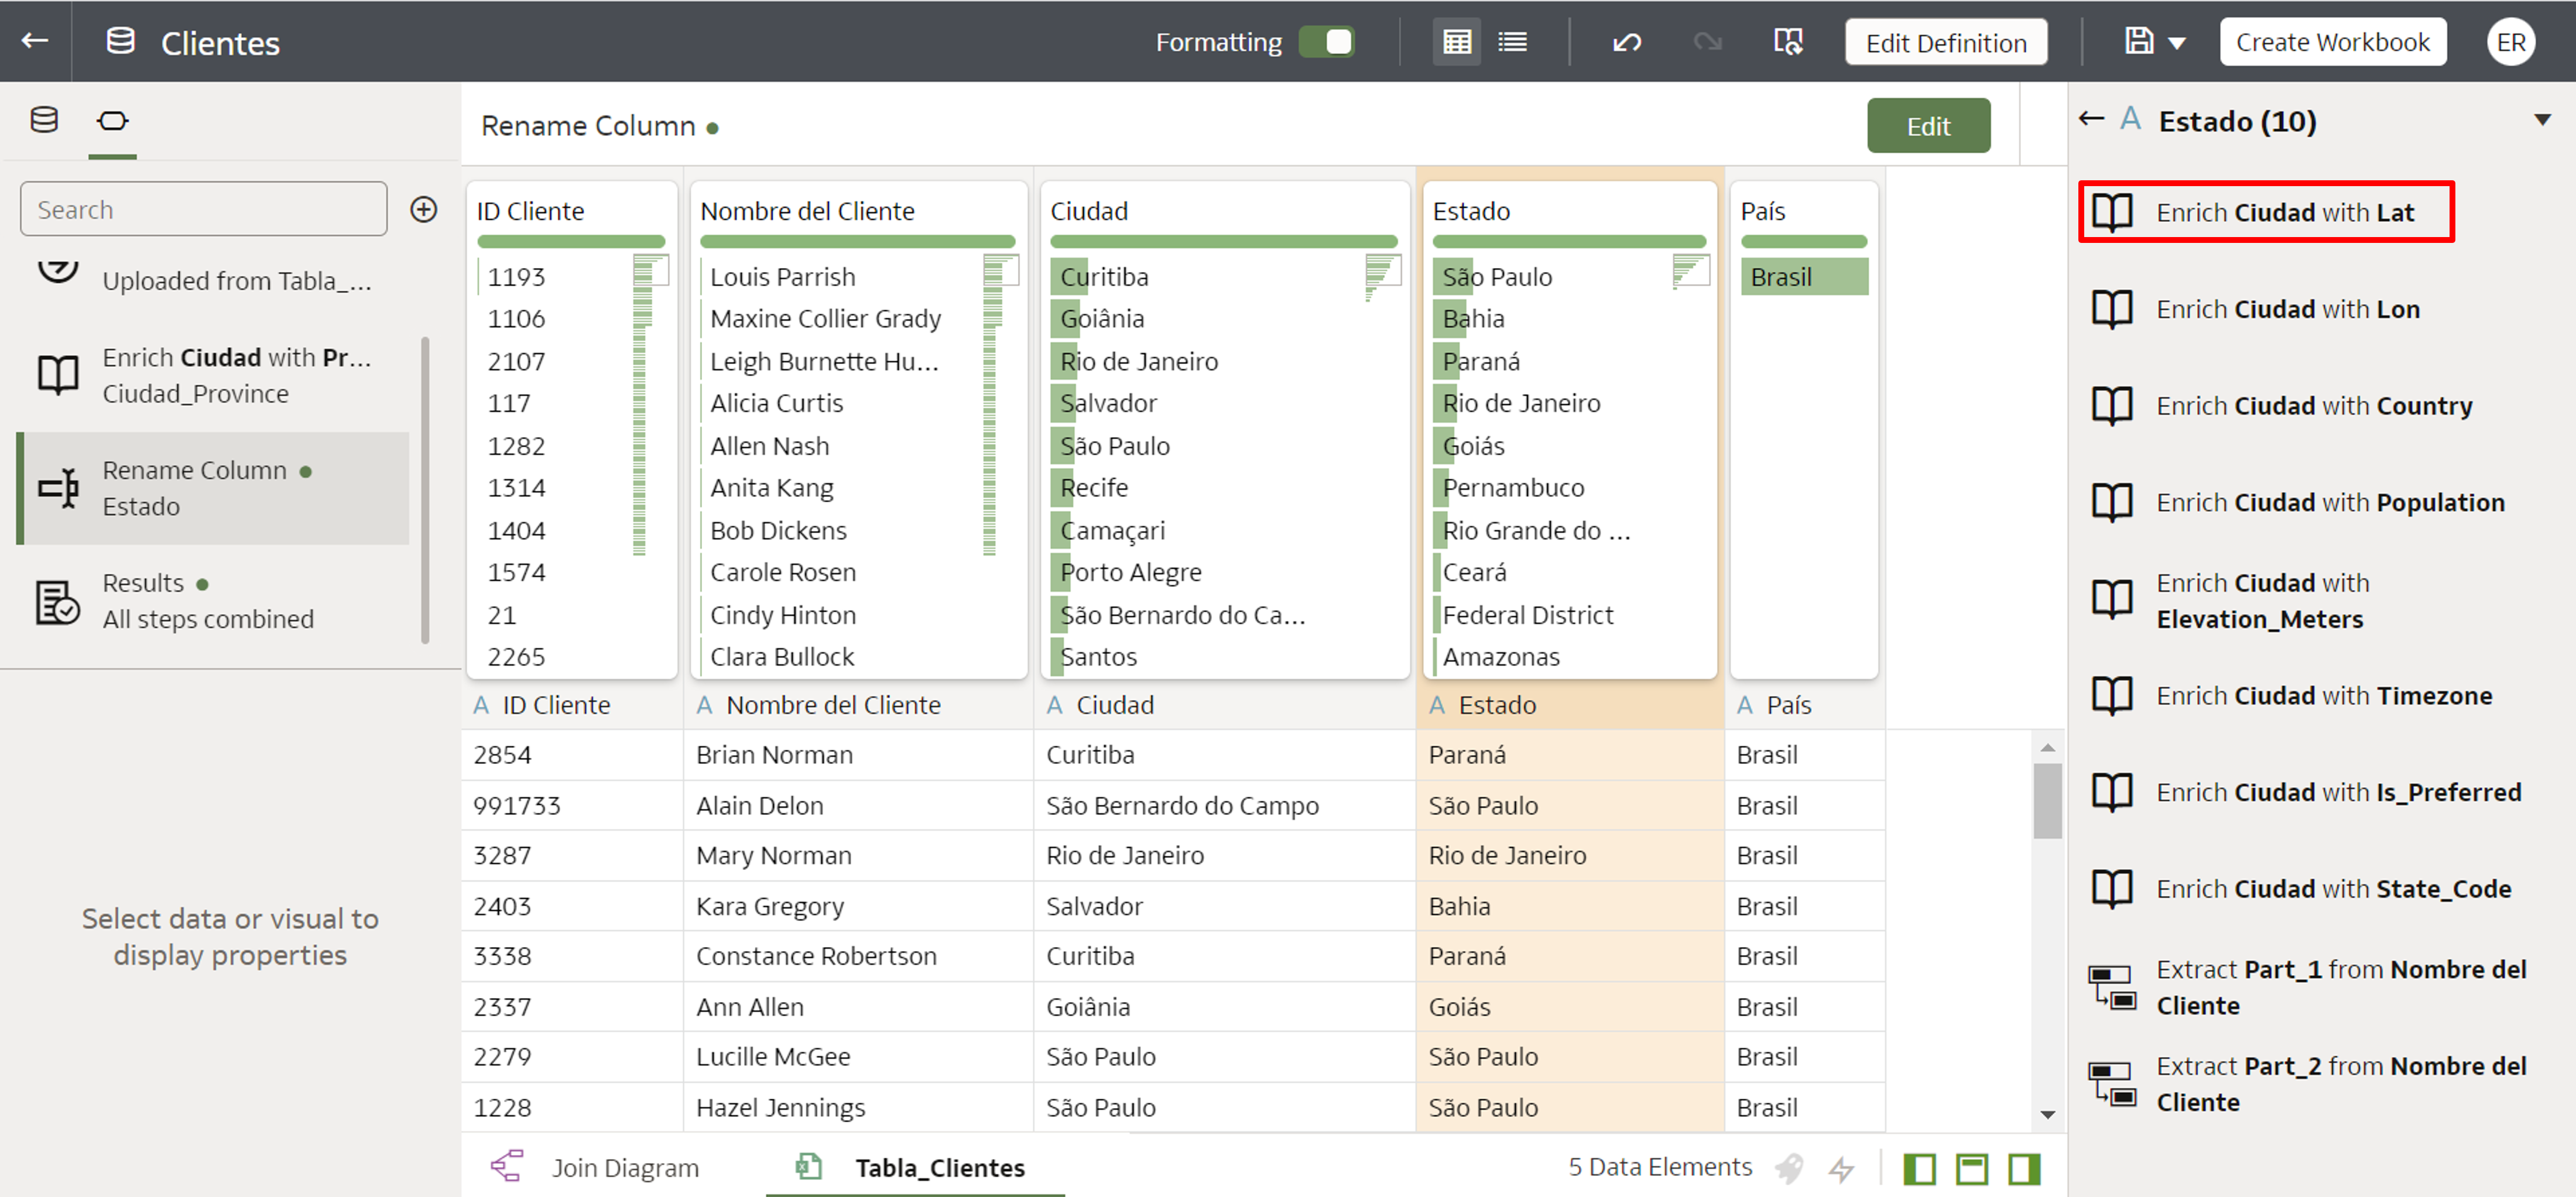 Clientes
Formatting
Edit Definition
Create Workbook
ER
Search
Uploaded from Tabla_...
Enrich Ciudad with Pr...
Ciudad_Province
Rename Column
Estado
Results
All steps combined
Select data or visual to
display properties
Rename Column
Edit
ID Cliente
1193
1106
2107
117
1282
1314
1404
1574
21
2265
Nombre del Cliente
Louis Parrish
Maxine Collier Grady
Leigh Burnette Hu...
Alicia Curtis
Allen Nash
Anita Kang
Bob Dickens
Carole Rosen
Cindy Hinton
Clara Bullock
Ciudad
Curitiba
Goiânia
Rio de Janeiro
Salvador
São Paulo
Recife
Camaçari
Porto Alegre
São Bernardo do Ca...
Santos
Estado
São Paulo
Bahia
Paraná
Rio de Janeiro
Goiás
Pernambuco
Rio Grande do ...
Ceará
Federal District
Amazonas
País
Brasil
A ID Cliente A Nombre del Cliente A Ciudad A Estado A País
2854 Brian Norman Curitiba Paraná Brasil
991733 Alain Delon São Bernardo do Campo São Paulo Brasil
3287 Mary Norman Rio de Janeiro Rio de Janeiro Brasil
2403 Kara Gregory Salvador Bahia Brasil
3338 Constance Robertson Curitiba Paraná Brasil
2337 Ann Allen Goiânia Goiás Brasil
2279 Lucille McGee São Paulo São Paulo Brasil
1228 Hazel Jennings São Paulo São Paulo Brasil
Join Diagram
Tabla_Clientes
5 Data Elements
A Estado (10)
Enrich Ciudad with Lat
Enrich Ciudad with Lon
Enrich Ciudad with Country
Enrich Ciudad with Population
Enrich Ciudad with
Elevation_Meters
Enrich Ciudad with Timezone
Enrich Ciudad with Is_Preferred
Enrich Ciudad with State_Code
Extract Part_1 from Nombre del
Cliente
Extract Part_2 from Nombre del
Cliente